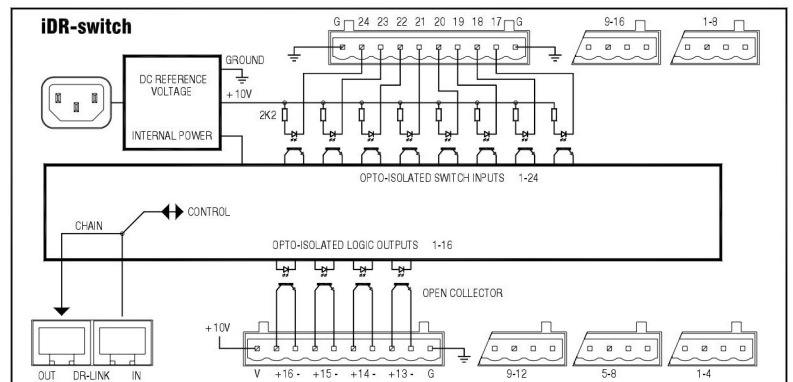 iDR-switch
G 24 23 22 21 20 19 18 17 G
9-16
1-8
GROUND
DC REFERENCE
VOLTAGE
+10V
2K2
INTERNAL POWER
OPTO-ISOLATED SWITCH INPUTS 1-24
CONTROL
CHAIN
OPTO-ISOLATED LOGIC OUTPUTS 1-16
OPEN COLLECTOR
+10V
OUT DR-LINK IN
V +16 - +15 - +14 - +13 - G
9-12
5-8
1-4